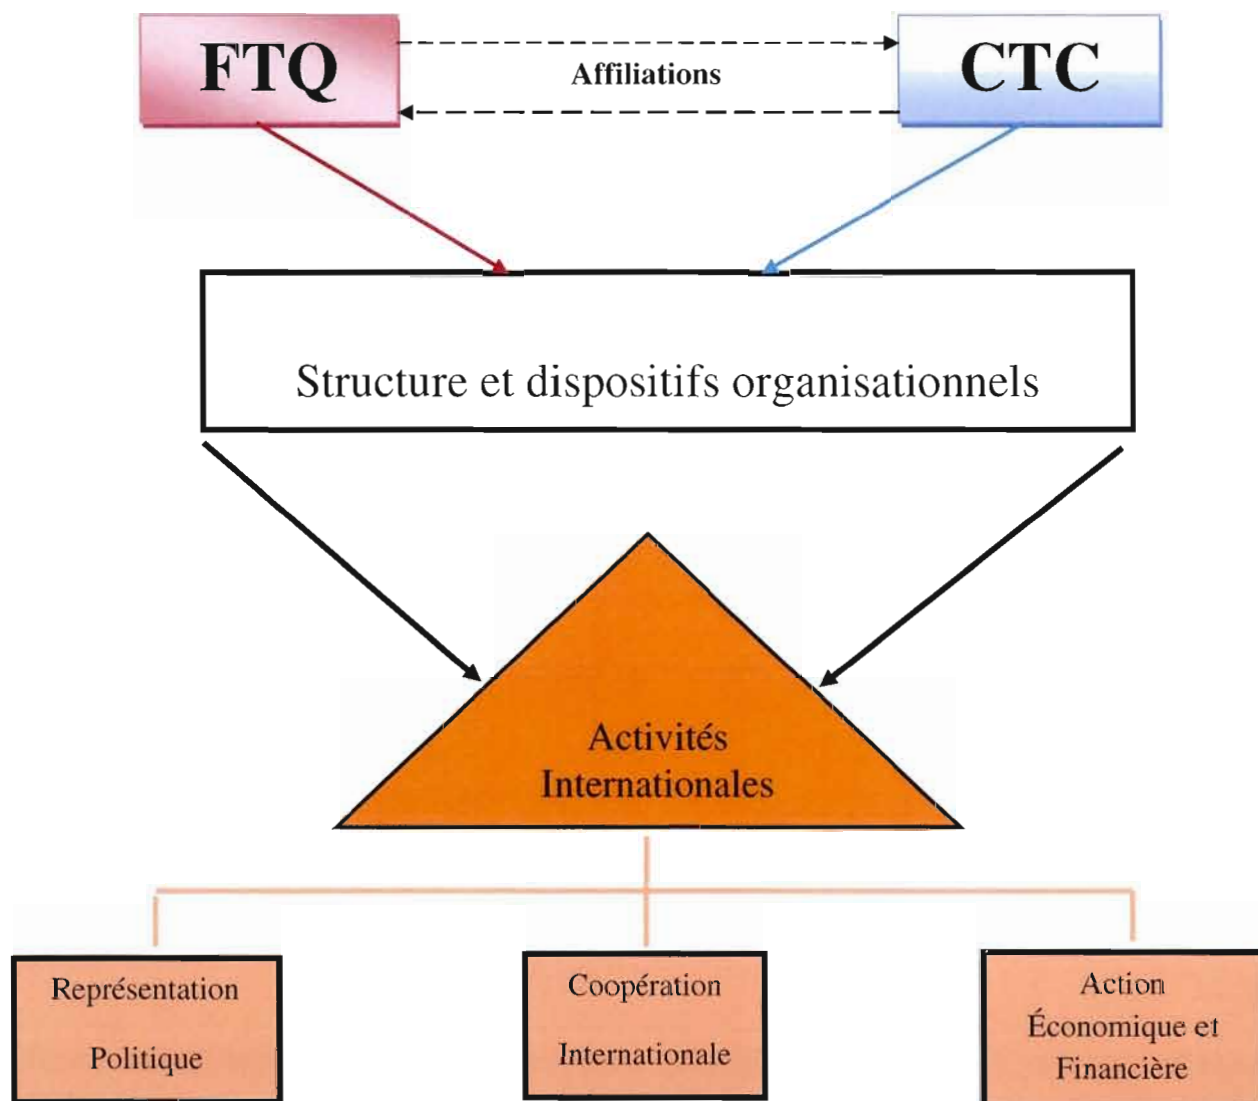 FTQ
Affiliations
CTC
Structure et dispositifs organisationnels
Activités
Internationales
Représentation
Politique
Coopération
Internationale
Action
Économique et
Financière